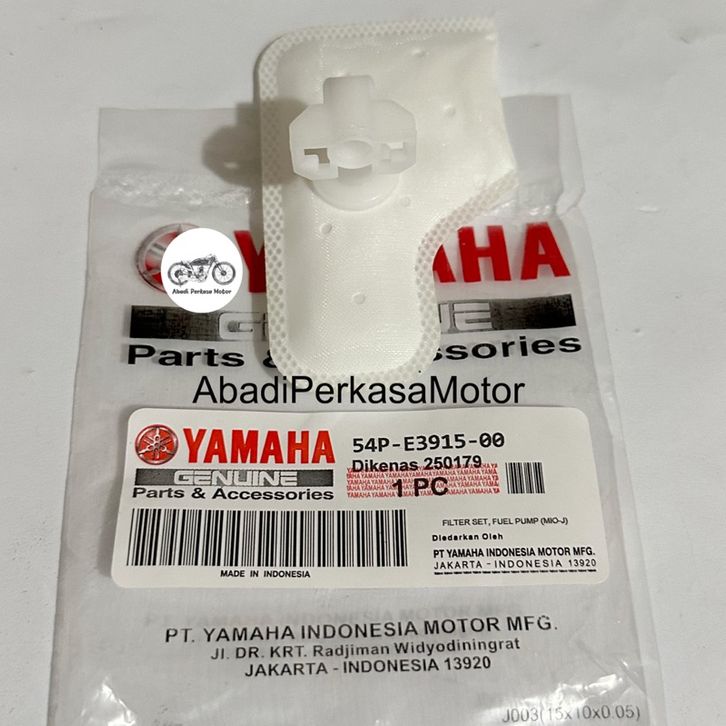 YAMAHA
Abadi Perkasa Motor
GENUINE
Parts & Accessories
AbadiPerkasaMotor
YAMAHA
GENUINE
Parts & Accessories
54P-E3915-00
Dikenas 250179
1 PC
FILTER SET, FUEL PUMP (MIO-J)
Diedarkan Oleh
PT YAMAHA INDONESIA MOTOR MFG.
JAKARTA - INDONESIA 13920
MADE IN INDONESIA
PT. YAMAHA INDONESIA MOTOR MFG.
Jl. DR. KRT. Radjiman Widyodiningrat
JAKARTA - INDONESIA 13920
J003(15x10x0.05)